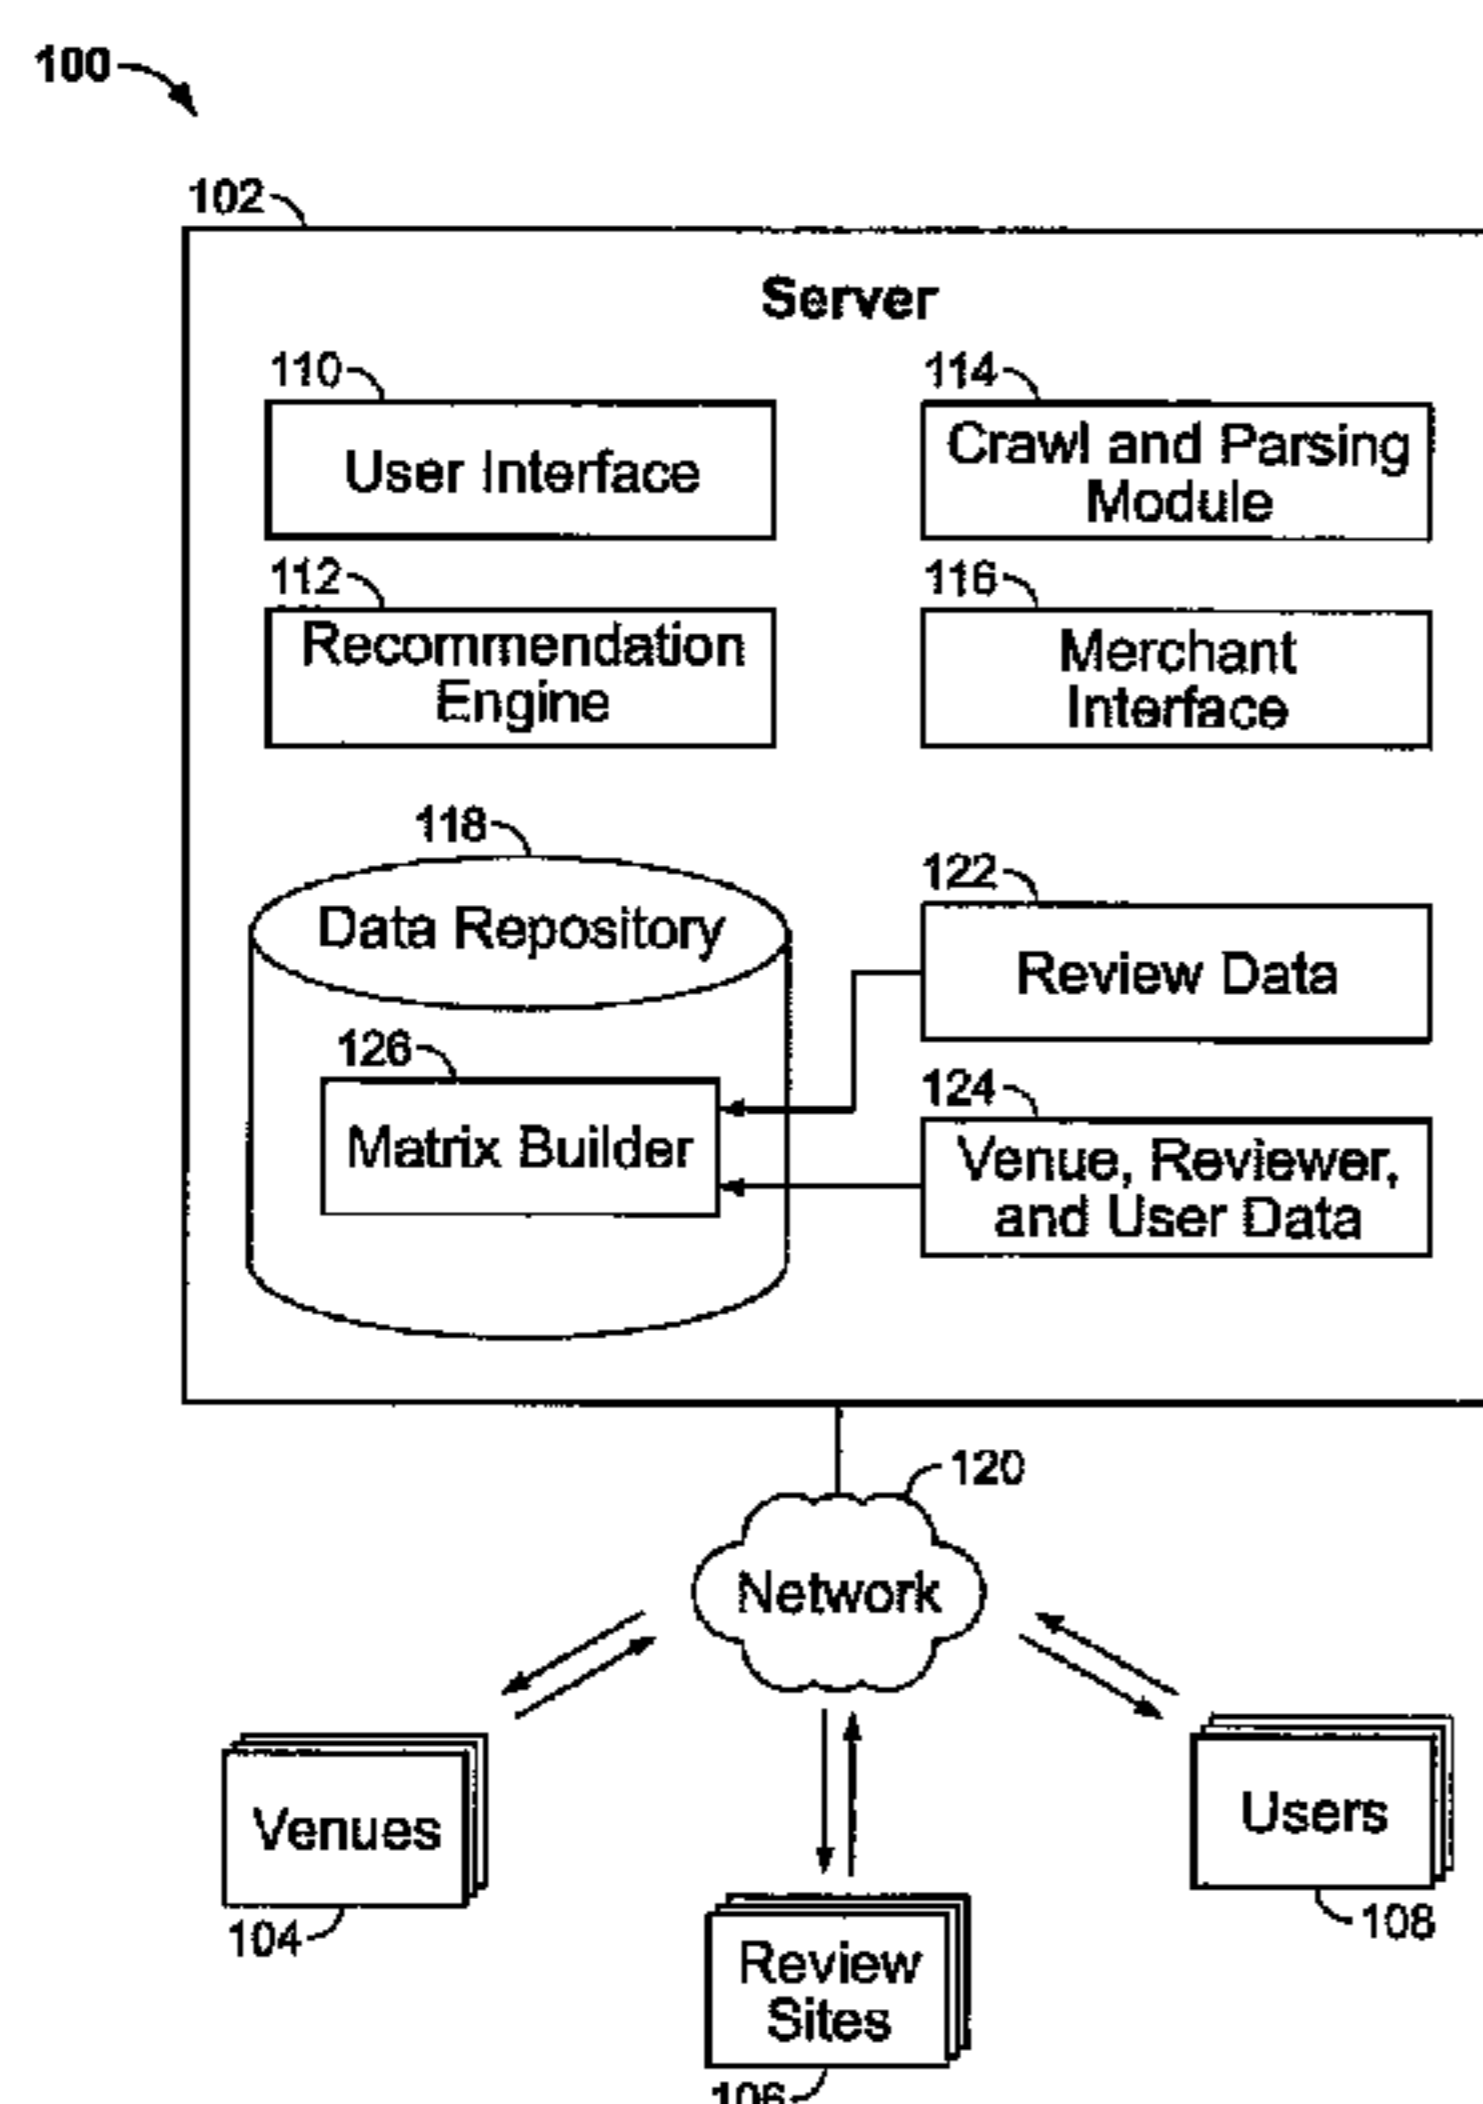 100
102
Server
110
User Interface
114
Crawl and Parsing
Module
112
Recommendation
Engine
116
Merchant
Interface
118
Data Repository
126
Matrix Builder
122
Review Data
124
Venue, Reviewer,
and User Data
120
Network
Venues
104
Review
Sites
106
Users
108